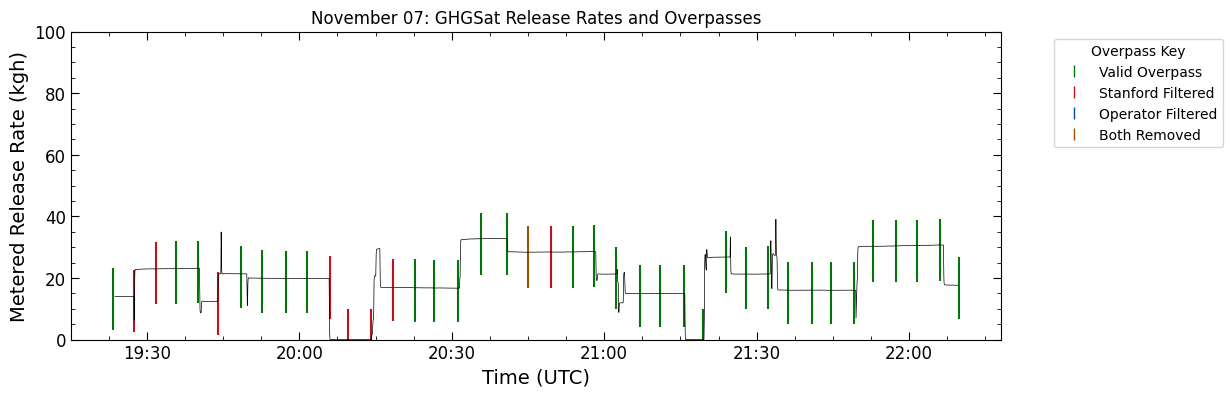 November 07: GHGSat Release Rates and Overpasses
Metered Release Rate (kgh)
100
80
60
40
20
0
19:30
20:00
20:30
21:00
21:30
22:00
Time (UTC)
Overpass Key
Valid Overpass
Stanford Filtered
Operator Filtered
Both Removed